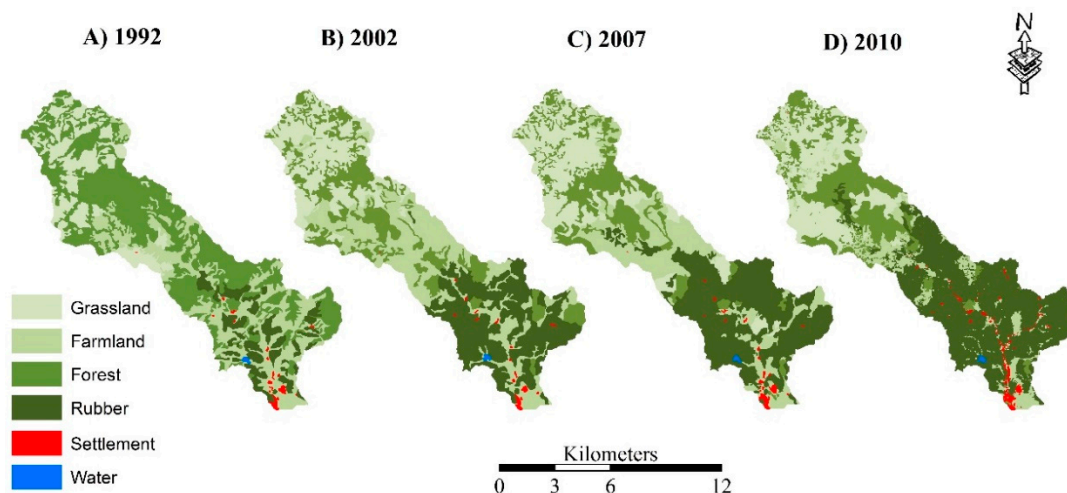 A) 1992
B) 2002
C) 2007
D) 2010
N
Grassland
Farmland
Forest
Rubber
Settlement
Water
Kilometers
0 3 6 12